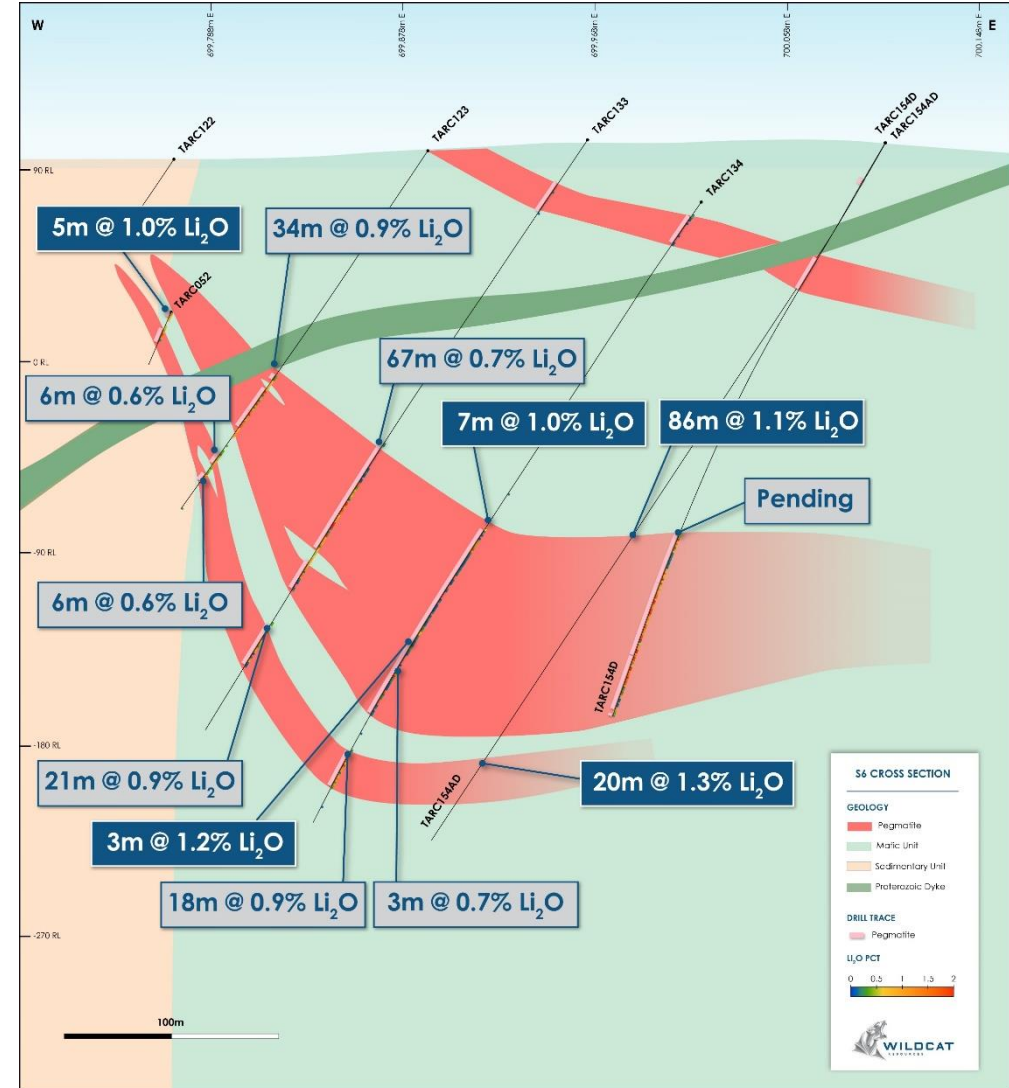 W
699,788m E
699,878m E
699,968m E
700,058m E
700,148m E
E
TARC122
TARC123
TARC133
TARC134
TARC154D
TARC154AD
90 RL
5m @ 1.0% Li₂O
34m @ 0.9% Li₂O
TARC052
0 RL
67m @ 0.7% Li₂O
6m @ 0.6% Li₂O
7m @ 1.0% Li₂O
86m @ 1.1% Li₂O
Pending
-90 RL
6m @ 0.6% Li₂O
TARC154D
-180 RL
21m @ 0.9% Li₂O
TARC154AD
20m @ 1.3% Li₂O
3m @ 1.2% Li₂O
18m @ 0.9% Li₂O
3m @ 0.7% Li₂O
-270 RL
100m
S6 CROSS SECTION
GEOLOGY
Pegmatite
Mafic Unit
Sedimentary Unit
Proterozoic Dyke
DRILL TRACE
Pegmatite
Li₂O PCT
0 0.5 1 1.5 2
WILDCAT
RESOURCES